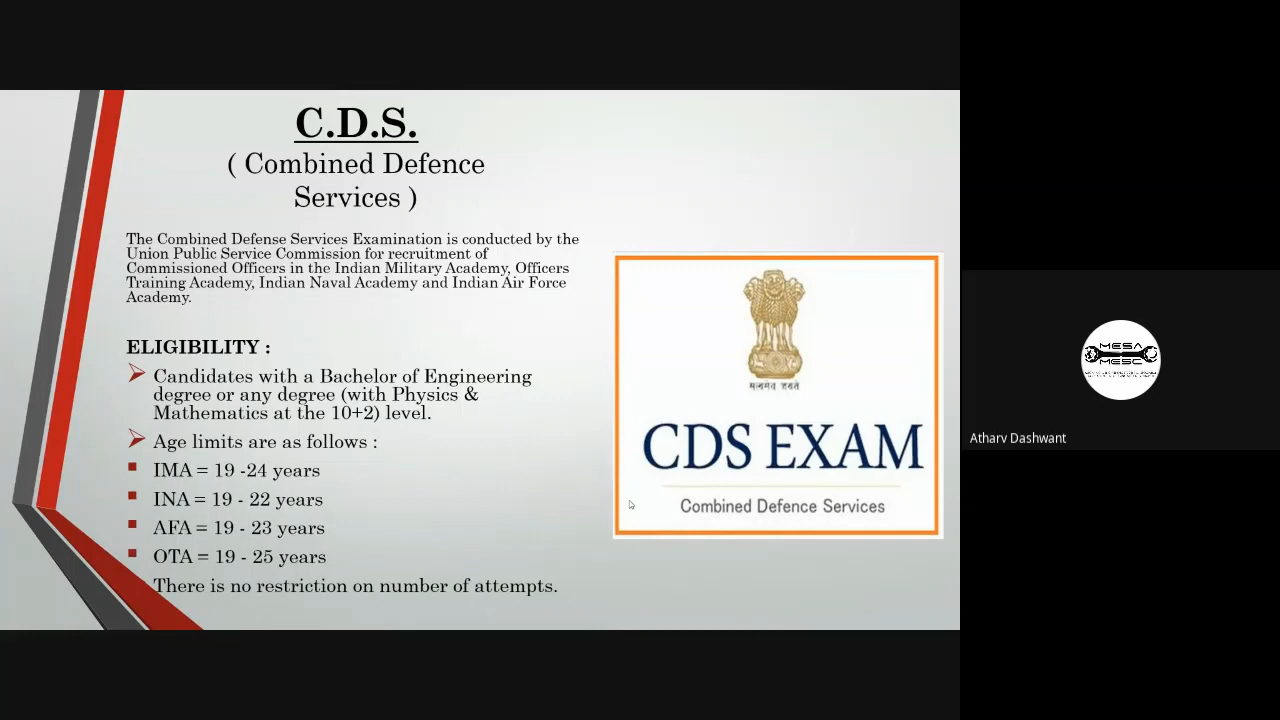 C.D.S.
( Combined Defence
Services )
The Combined Defense Services Examination is conducted by the
Union Public Service Commission for recruitment of
Commissioned Officers in the Indian Military Academy, Officers
Training Academy, Indian Naval Academy and Indian Air Force
Academy.
ELIGIBILITY :
Candidates with a Bachelor of Engineering
degree or any degree (with Physics &
Mathematics at the 10+2) level.
Age limits are as follows :
IMA = 19 -24 years
INA = 19 - 22 years
AFA = 19 - 23 years
OTA = 19 - 25 years
There is no restriction on number of attempts.
सत्यमेव जयते
CDS EXAM
Combined Defence Services
MESA
MESC
Atharv Dashwant